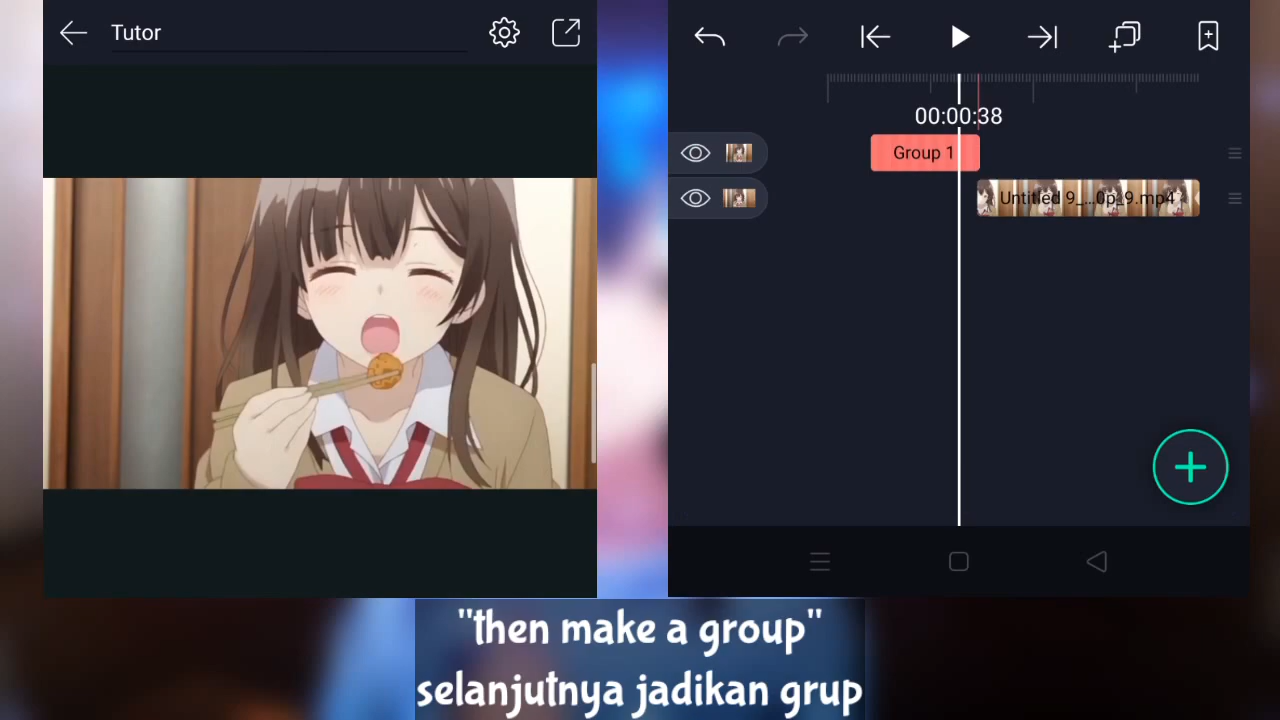 Tutor
00:00:38
Group 1
Untitled 9_...0p_9.mp4
"then make a group"
selanjutnya jadikan grup